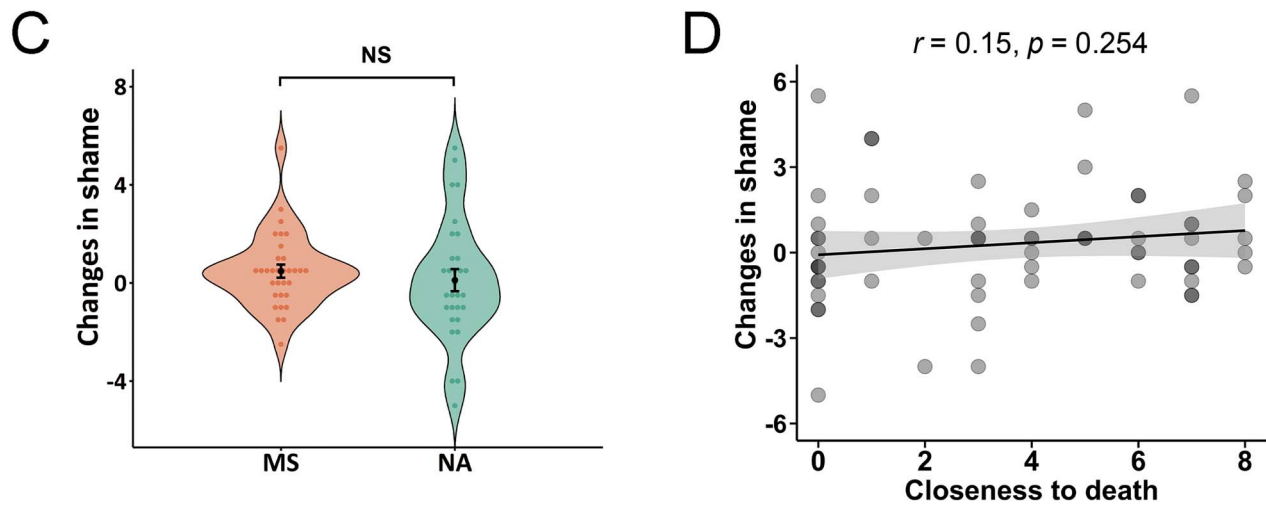 C
NS
Changes in shame
8
4
0
-4
MS
NA
D
r = 0.15, p = 0.254
Changes in shame
6
3
0
-3
-6
0 2 4 6 8
Closeness to death